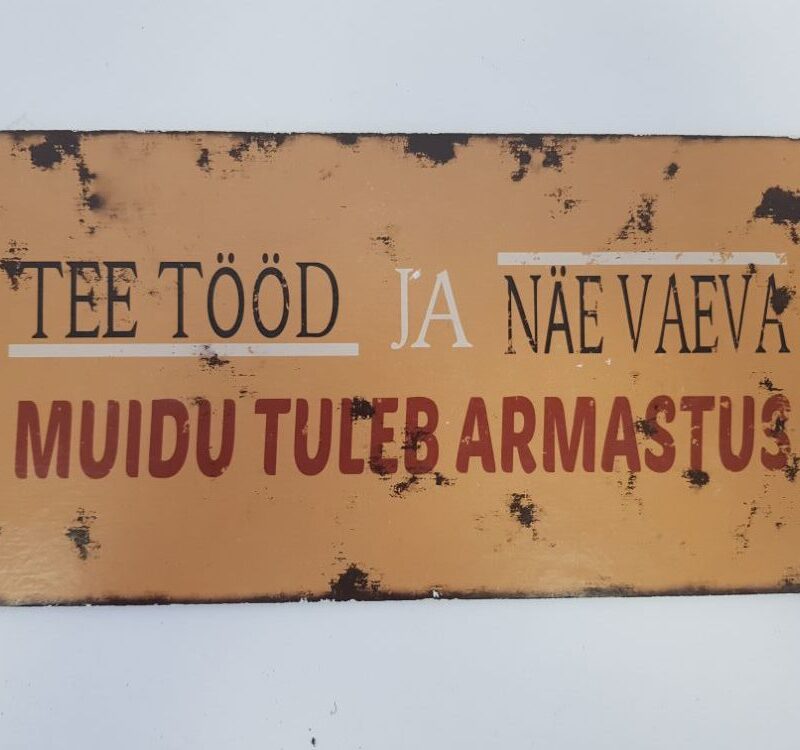 TEE TÖÖD JA NÄE VAEVA
MUIDU TULEB ARMASTUS